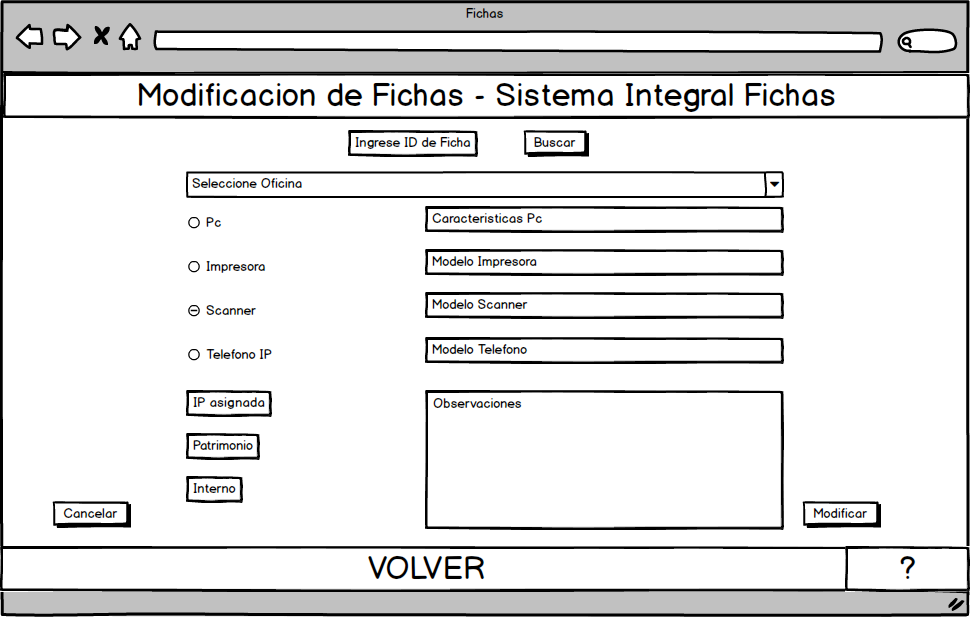 Fichas
Modificacion de Fichas - Sistema Integral Fichas
Ingrese ID de Ficha
Buscar
Seleccione Oficina
Pc
Caracteristicas Pc
Impresora
Modelo Impresora
Scanner
Modelo Scanner
Telefono IP
Modelo Telefono
IP asignada
Observaciones
Patrimonio
Interno
Cancelar
Modificar
VOLVER
?